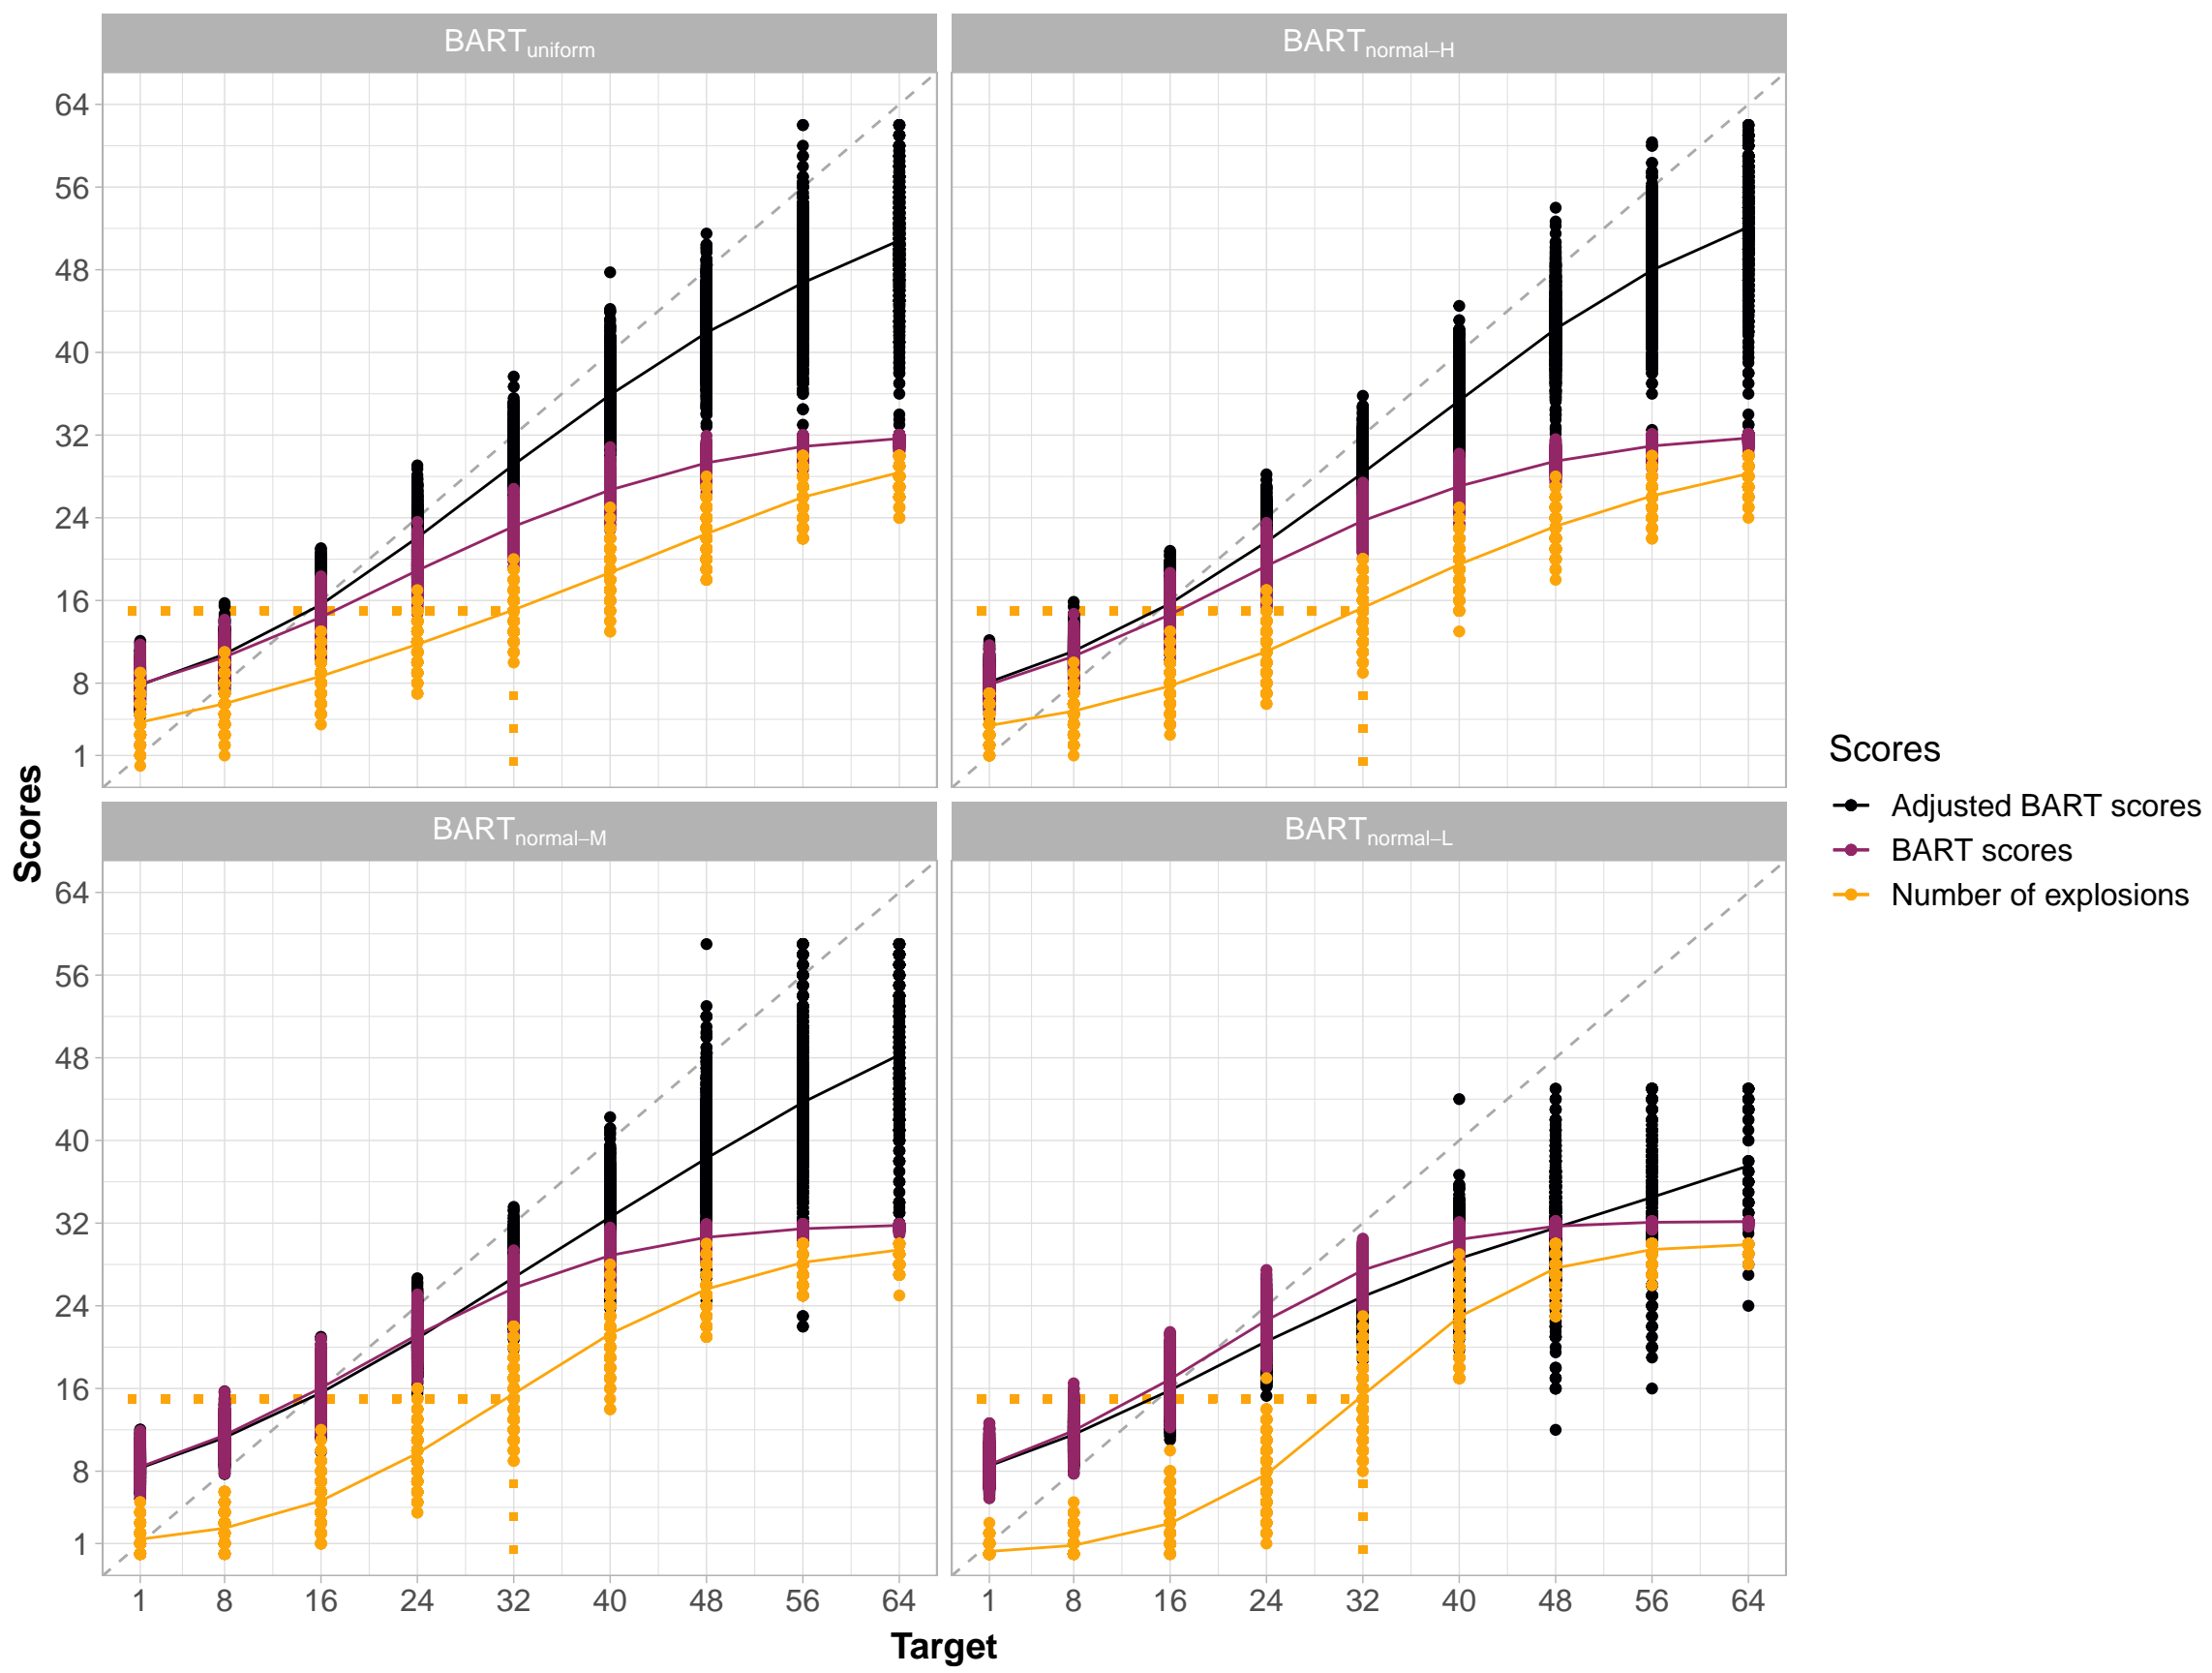 BARTuniform
BARTnormal−H
64
56
48
40
32
24
16
8
1
BARTnormal−M
BARTnormal−L
64
56
48
40
32
24
16
8
1
1 8 16 24 32 40 48 56 64
1 8 16 24 32 40 48 56 64
Target
Scores
Scores
Adjusted BART scores
BART scores
Number of explosions